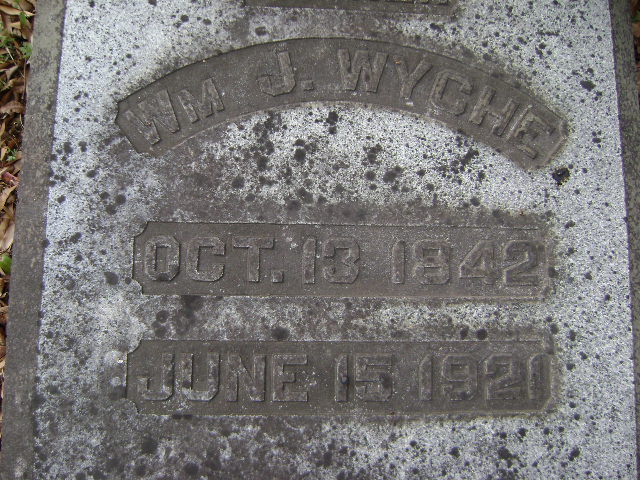 WM J. WYCHE
OCT. 13 1842
JUNE 15 1921